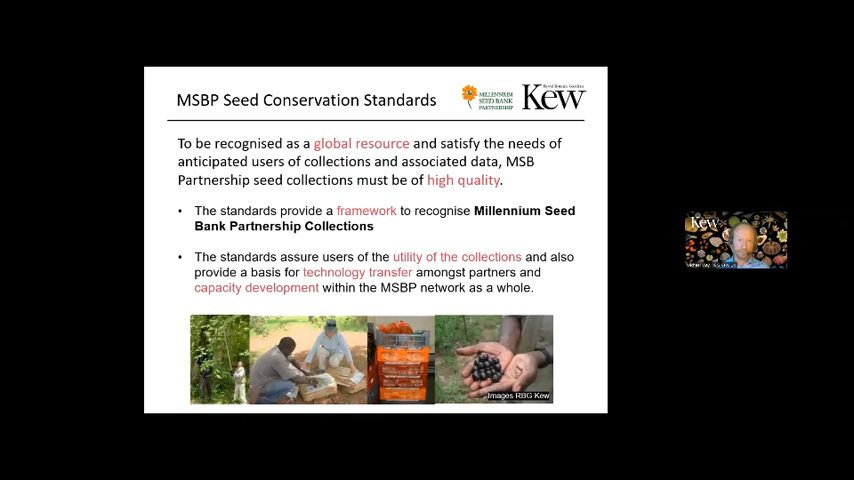 MSBP Seed Conservation Standards
MILLENNIUM
SEED BANK
PARTNERSHIP
Royal Botanic Gardens
Kew
To be recognised as a global resource and satisfy the needs of
anticipated users of collections and associated data, MSB
Partnership seed collections must be of high quality.
• The standards provide a framework to recognise Millennium Seed
Bank Partnership Collections
• The standards assure users of the utility of the collections and also
provide a basis for technology transfer amongst partners and
capacity development within the MSBP network as a whole.
Images RBG Kew
Kew